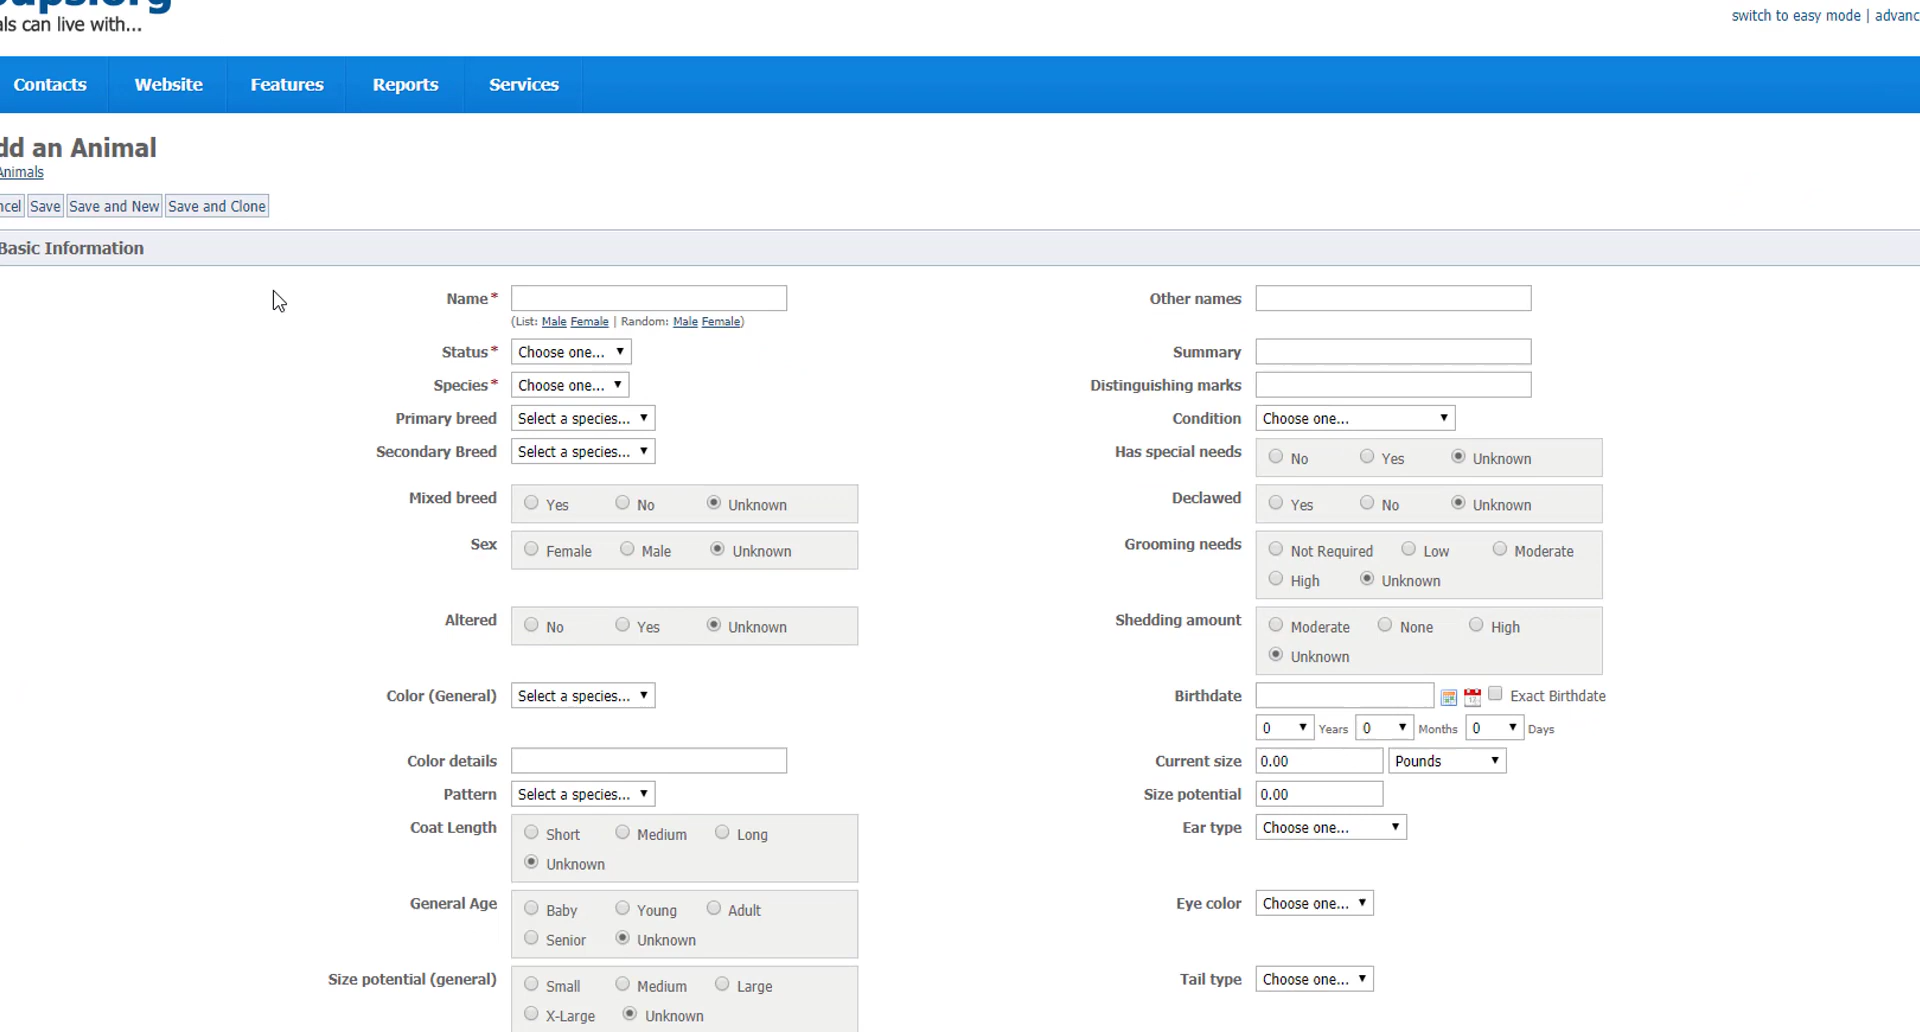 als can live with...
switch to easy mode | advanc
Contacts Website Features Reports Services
dd an Animal
Animals
ncel Save Save and New Save and Clone
Basic Information
Name *
(List: Male Female | Random: Male Female)
Status * Choose one...
Species * Choose one...
Primary breed Select a species...
Secondary Breed Select a species...
Mixed breed Yes No Unknown
Sex Female Male Unknown
Altered No Yes Unknown
Color (General) Select a species...
Color details
Pattern Select a species...
Coat Length Short Medium Long
Unknown
General Age Baby Young Adult
Senior Unknown
Size potential (general) Small Medium Large
X-Large Unknown
Other names
Summary
Distinguishing marks
Condition Choose one...
Has special needs No Yes Unknown
Declawed Yes No Unknown
Grooming needs Not Required Low Moderate
High Unknown
Shedding amount Moderate None High
Unknown
Birthdate Exact Birthdate
0 Years 0 Months 0 Days
Current size 0.00 Pounds
Size potential 0.00
Ear type Choose one...
Eye color Choose one...
Tail type Choose one...